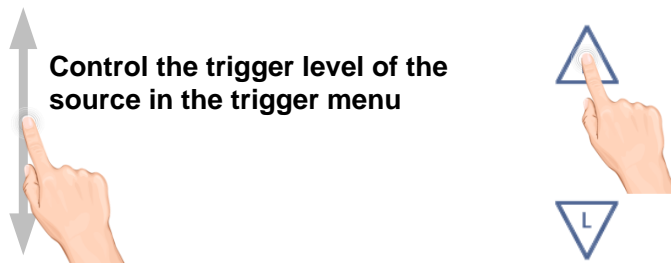 Control the trigger level of the
source in the trigger menu
L